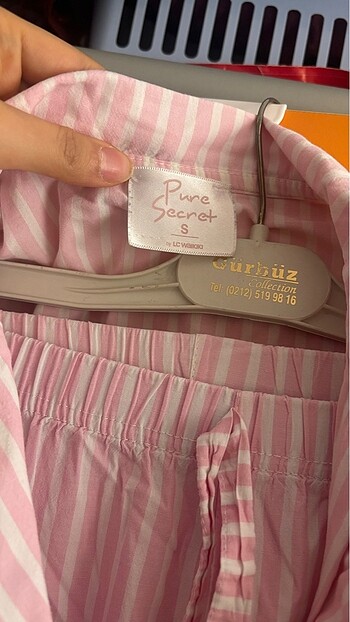 Pure
Secret
S
by LC WAIKIKI
Gürbüz
Collection
Tel: (0212) 519 98 16